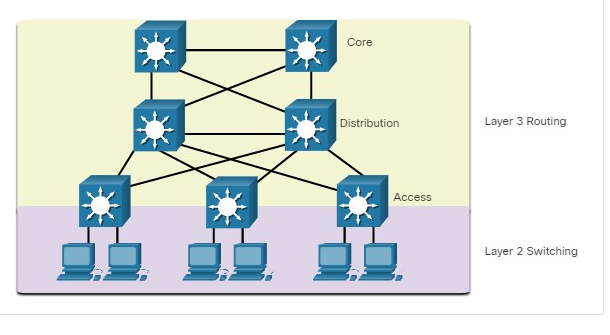 Core
Distribution
Layer 3 Routing
Access
Layer 2 Switching